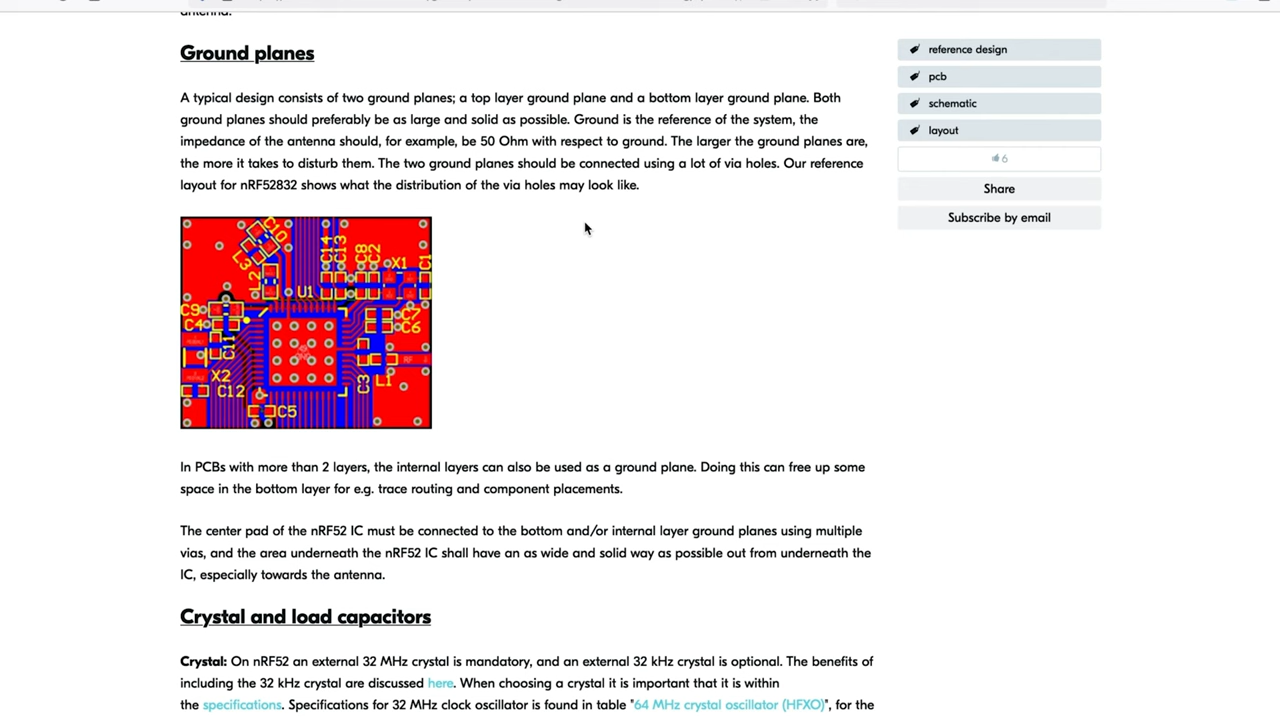 antenna.
Ground planes
A typical design consists of two ground planes; a top layer ground plane and a bottom layer ground plane. Both
ground planes should preferably be as large and solid as possible. Ground is the reference of the system, the
impedance of the antenna should, for example, be 50 Ohm with respect to ground. The larger the ground planes are,
the more it takes to disturb them. The two ground planes should be connected using a lot of via holes. Our reference
layout for nRF52832 shows what the distribution of the via holes may look like.
C10
L3
L2
C14
C13
C8
C2
X1
C1
U1
C9
C4
C11
C7
C6
X2
C12
C3
L1
C5
In PCBs with more than 2 layers, the internal layers can also be used as a ground plane. Doing this can free up some
space in the bottom layer for e.g. trace routing and component placements.
The center pad of the nRF52 IC must be connected to the bottom and/or internal layer ground planes using multiple
vias, and the area underneath the nRF52 IC shall have an as wide and solid way as possible out from underneath the
IC, especially towards the antenna.
Crystal and load capacitors
Crystal: On nRF52 an external 32 MHz crystal is mandatory, and an external 32 kHz crystal is optional. The benefits of
including the 32 kHz crystal are discussed here. When choosing a crystal it is important that it is within
the specifications. Specifications for 32 MHz clock oscillator is found in table "64 MHz crystal oscillator (HFXO)", for the
reference design
pcb
schematic
layout
6
Share
Subscribe by email